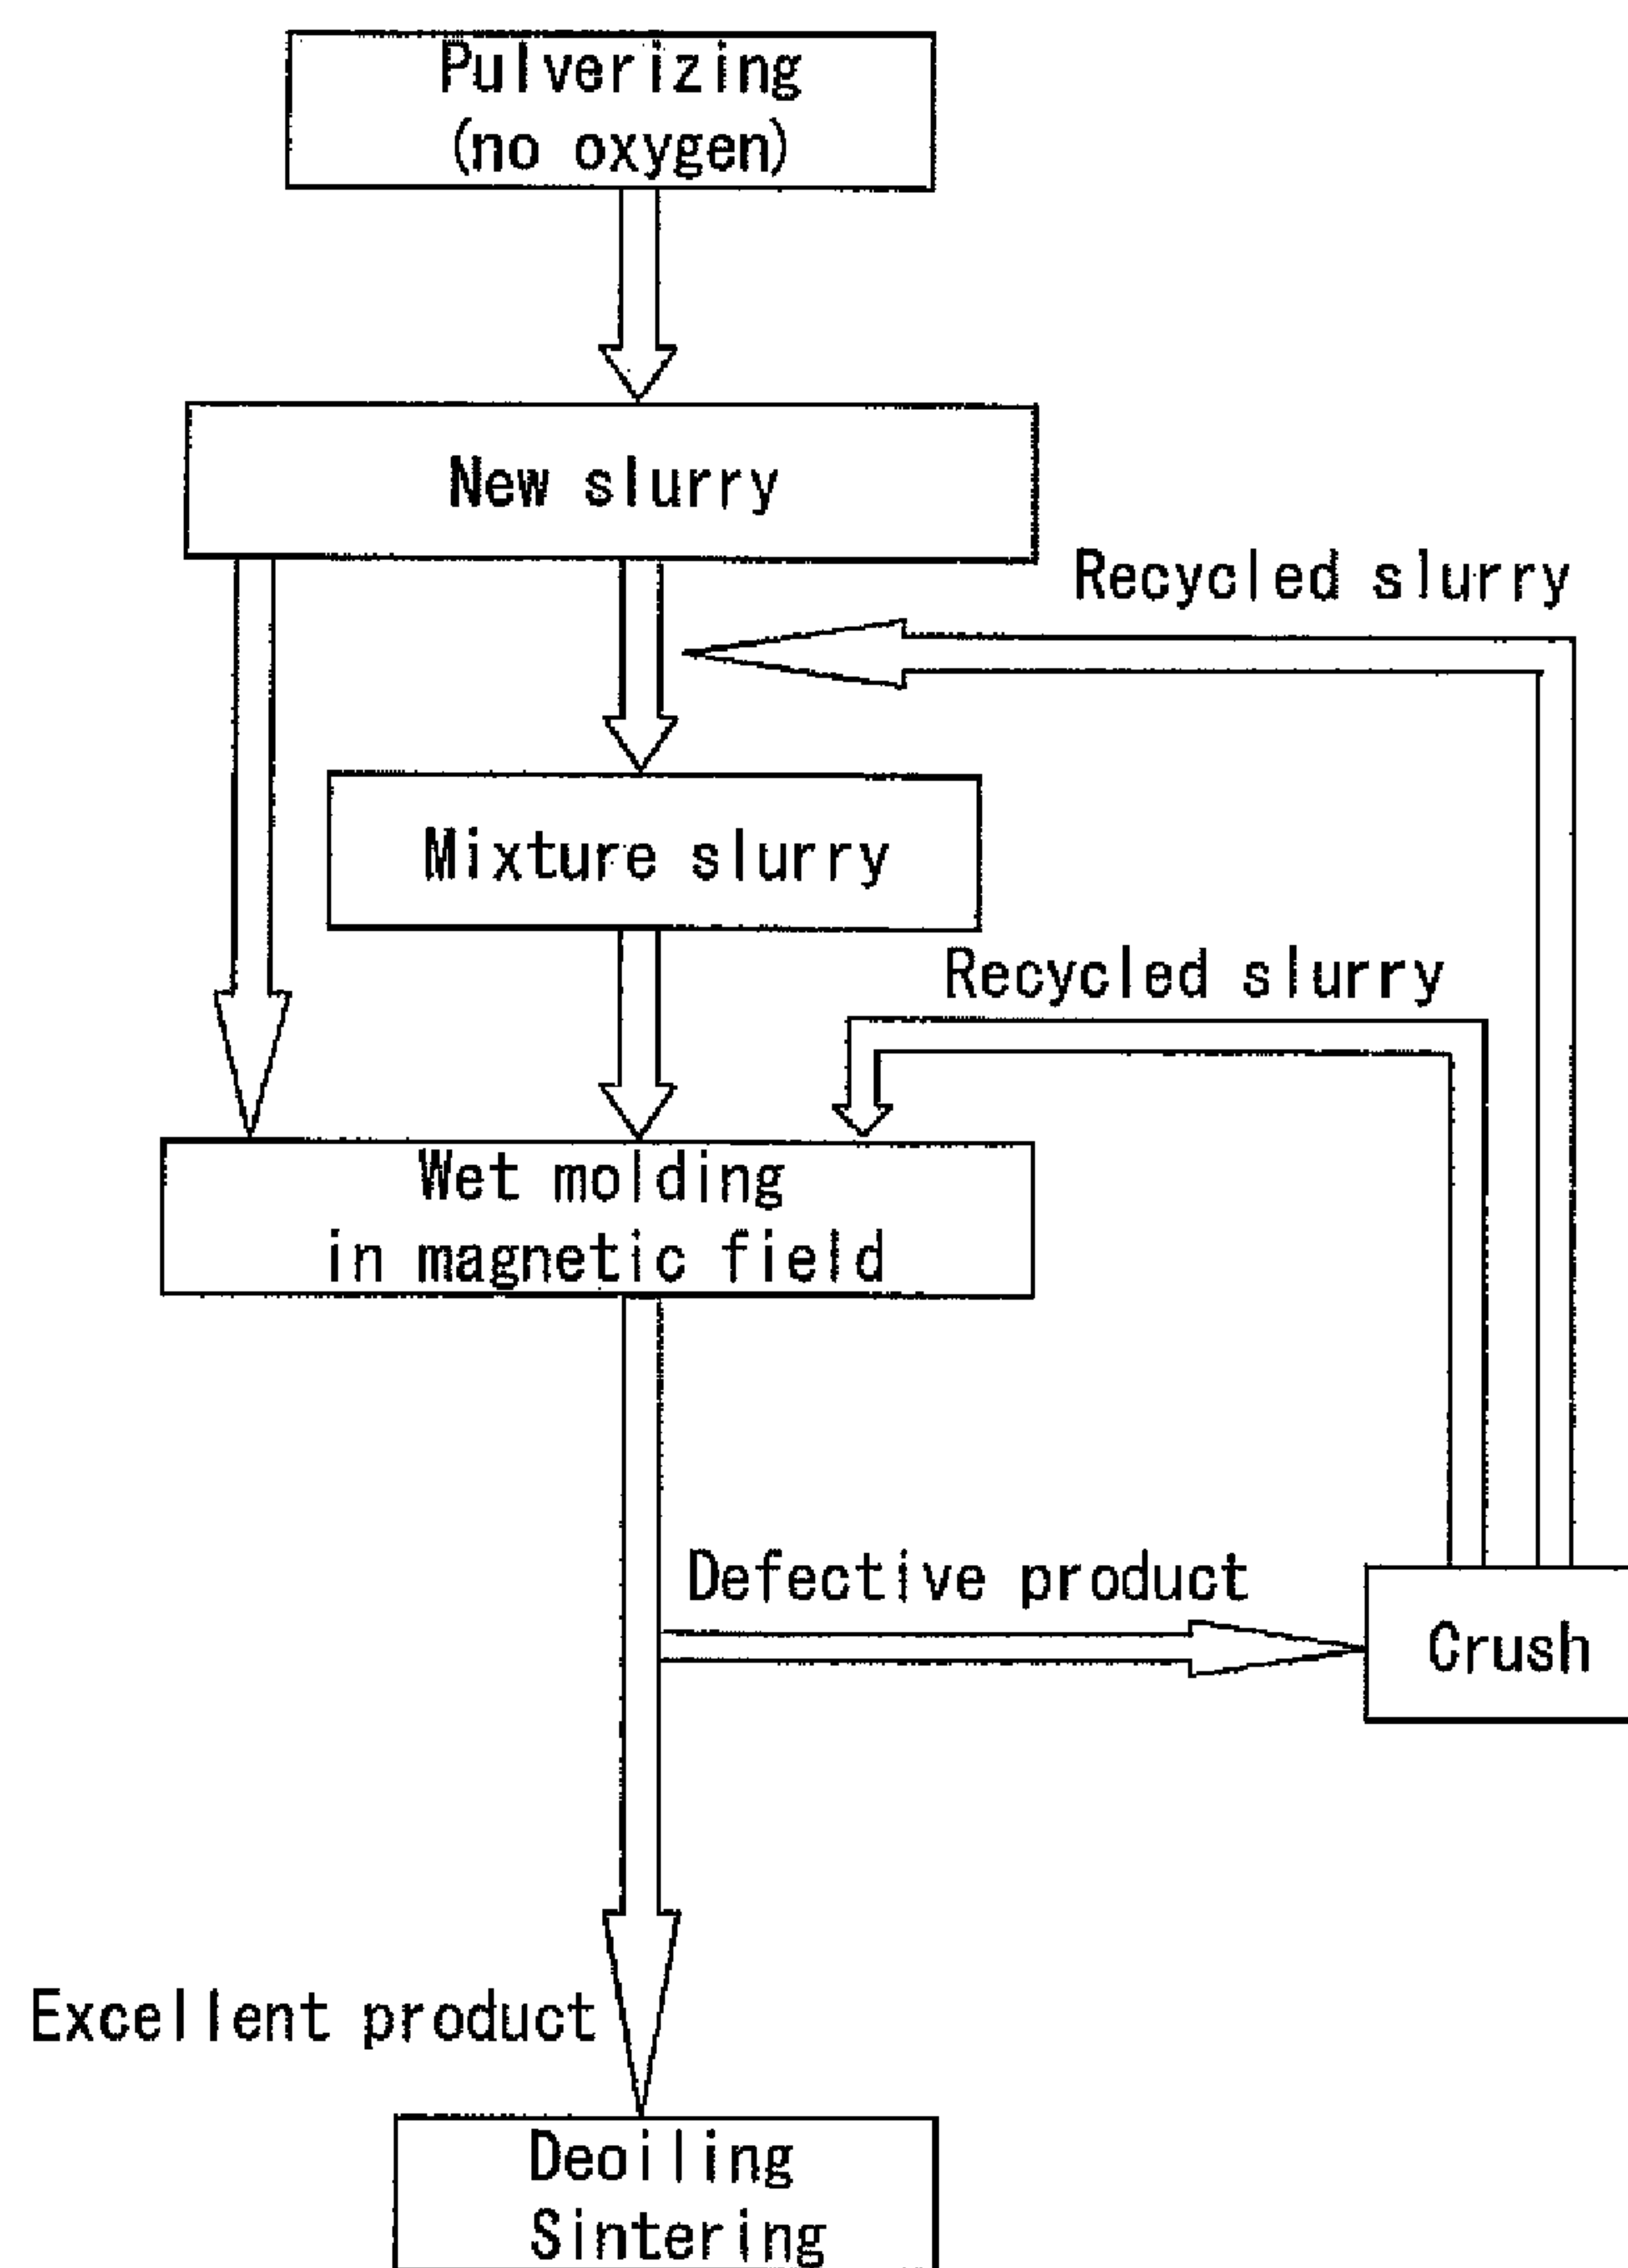 Pulverizing
(no oxygen)
New slurry
Recycled slurry
Mixture slurry
Recycled slurry
Wet molding
in magnetic field
Defective product
Crush
Excellent product
Deoiling
Sintering